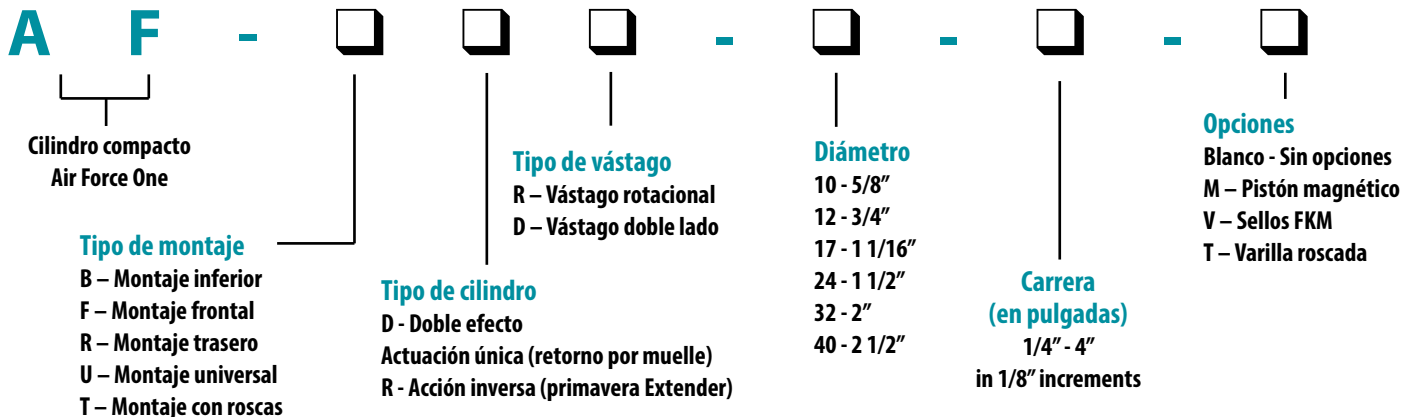 A F - ❑ ❑ ❑ - ❑ - ❑ - ❑
Cilindro compacto
Air Force One
Tipo de montaje
B – Montaje inferior
F – Montaje frontal
R – Montaje trasero
U – Montaje universal
T – Montaje con roscas
Tipo de cilindro
D - Doble efecto
Actuación única (retorno por muelle)
R - Acción inversa (primavera Extender)
Tipo de vástago
R – Vástago rotacional
D – Vástago doble lado
Diámetro
10 - 5/8”
12 - 3/4”
17 - 1 1/16”
24 - 1 1/2”
32 - 2”
40 - 2 1/2”
Carrera
(en pulgadas)
1/4” - 4”
in 1/8” increments
Opciones
Blanco - Sin opciones
M – Pistón magnético
V – Sellos FKM
T – Varilla roscada